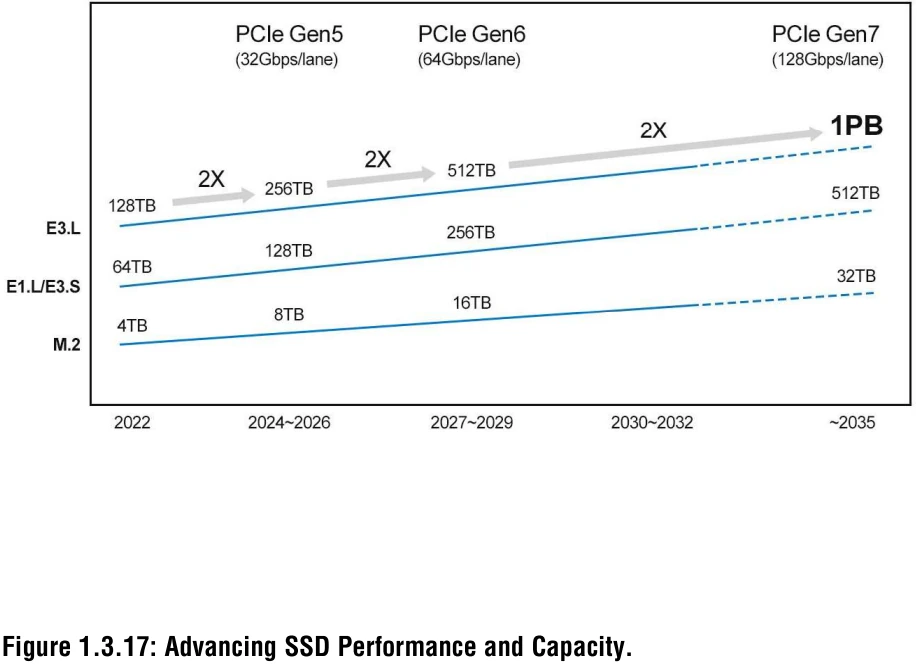 PCIe Gen5 PCIe Gen6 PCIe Gen7
(32Gbps/lane) (64Gbps/lane) (128Gbps/lane)
2X 2X 2X 1PB
128TB 256TB 512TB
E3.L
64TB 128TB 256TB 512TB
E1.L/E3.S
4TB 8TB 16TB 32TB
M.2
2022 2024~2026 2027~2029 2030~2032 ~2035
Figure 1.3.17: Advancing SSD Performance and Capacity.